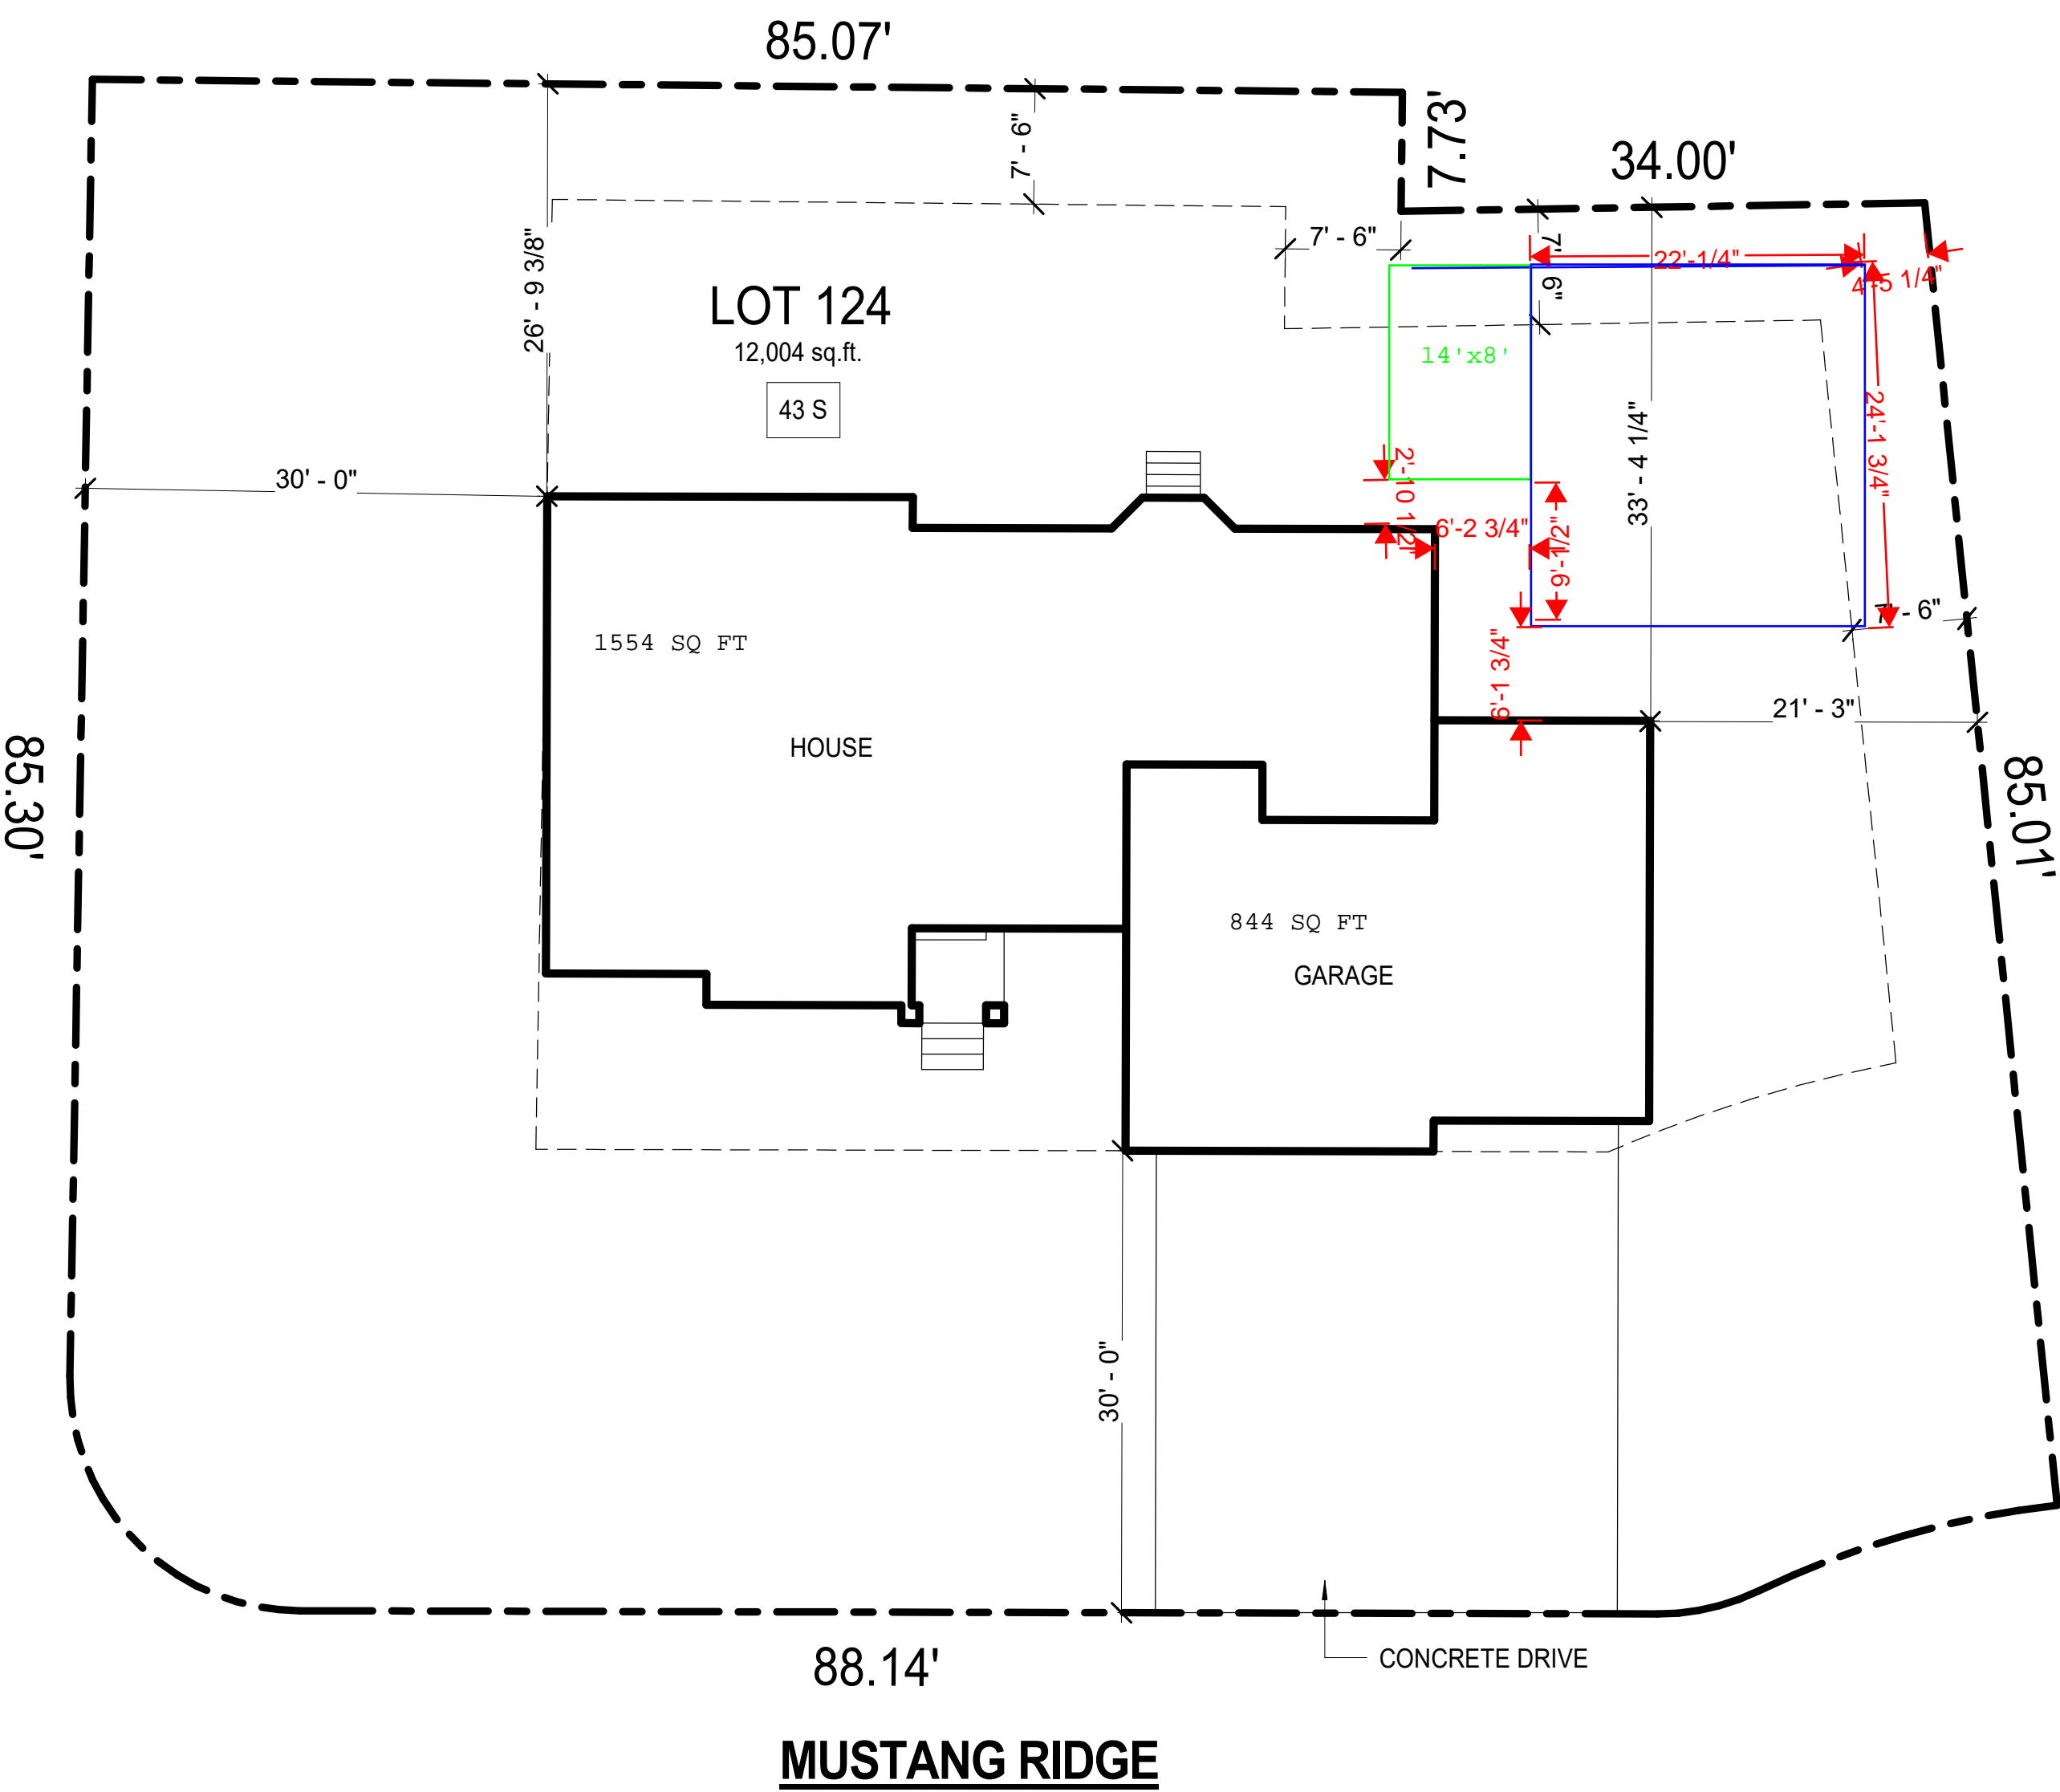 85.07'
7.73'
34.00'
7' - 6"
7' - 6"
7' 6"
22'-1/4"
4'-5 1/4"
26' - 9 3/8"
LOT 124
12,004 sq.ft.
43 S
14'x8'
33' - 4 1/4"
24'-1 3/4"
30' - 0"
2'-10 1/2"
6'-2 3/4"
9'-1/2"
7' - 6"
1554 SQ FT
6'-1 3/4"
21' - 3"
HOUSE
85.30'
85.01'
844 SQ FT
GARAGE
30' - 0"
CONCRETE DRIVE
88.14'
MUSTANG RIDGE